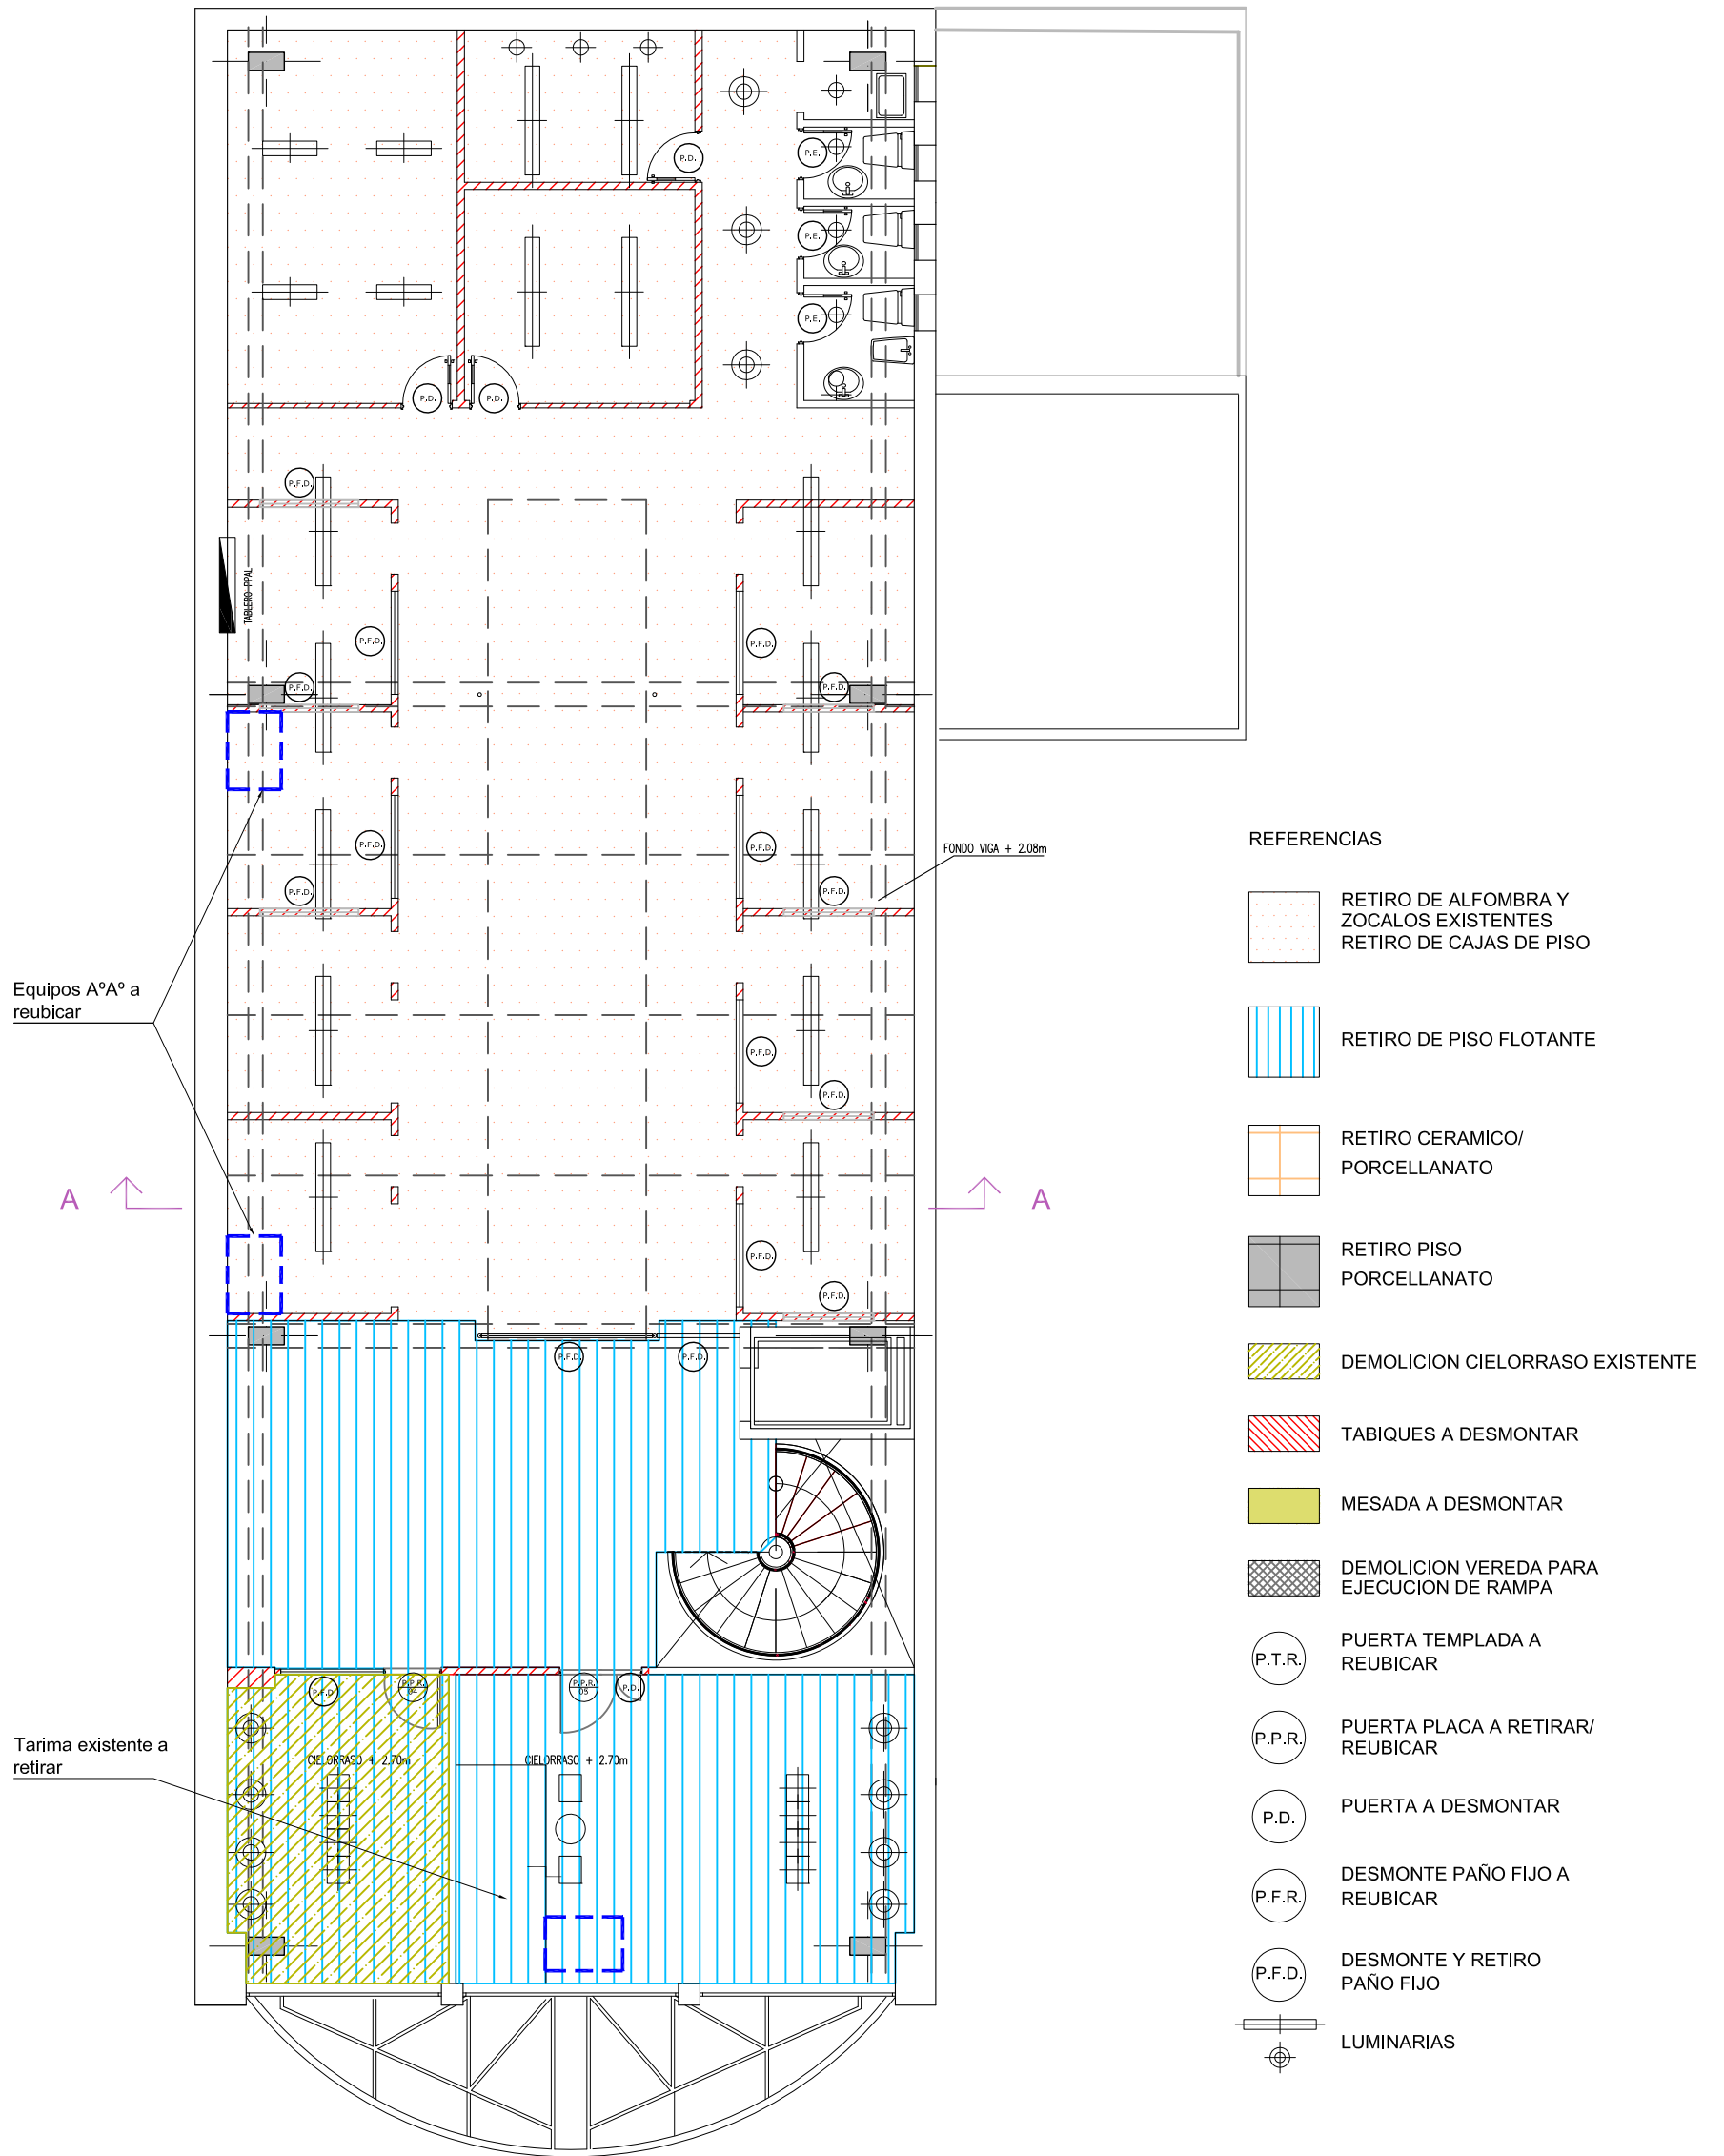 P.D.
P.E.
P.E.
P.E.
P.D.
P.D.
P.F.D.
TABLERO PPAL
P.F.D.
P.F.D.
P.F.D.
P.F.D.
P.F.D.
P.F.D.
P.F.D.
P.F.D.
FONDO VIGA + 2.08m
Equipos AºAº a
reubicar
P.F.D.
P.F.D.
A
A
P.F.D.
P.F.D.
P.F.D.
P.F.D.
P.F.D.
P.P.R.
04
P.P.R.
05
P.D.
Tarima existente a
retirar
CIELORRASO + 2.70m
CIELORRASO + 2.70m
REFERENCIAS
RETIRO DE ALFOMBRA Y
ZOCALOS EXISTENTES
RETIRO DE CAJAS DE PISO
RETIRO DE PISO FLOTANTE
RETIRO CERAMICO/
PORCELLANATO
RETIRO PISO
PORCELLANATO
DEMOLICION CIELORRASO EXISTENTE
TABIQUES A DESMONTAR
MESADA A DESMONTAR
DEMOLICION VEREDA PARA
EJECUCION DE RAMPA
P.T.R.
PUERTA TEMPLADA A
REUBICAR
P.P.R.
PUERTA PLACA A RETIRAR/
REUBICAR
P.D.
PUERTA A DESMONTAR
P.F.R.
DESMONTE PAÑO FIJO A
REUBICAR
P.F.D.
DESMONTE Y RETIRO
PAÑO FIJO
LUMINARIAS